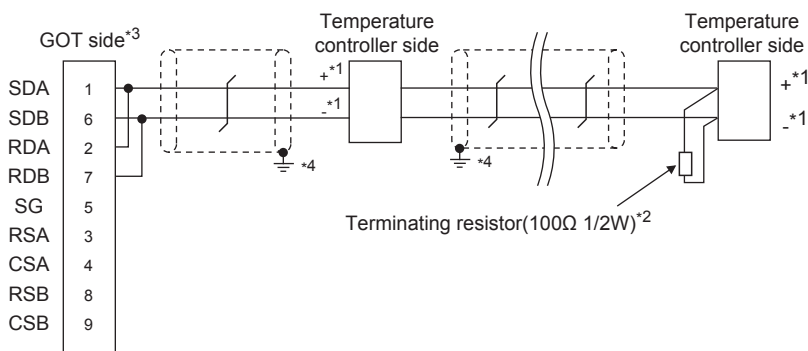 GOT side*3
Temperature
controller side
Temperature
controller side
SDA 1
SDB 6
RDA 2
RDB 7
SG 5
RSA 3
CSA 4
RSB 8
CSB 9
+*1
-*1
*4
*4
+*1
-*1
Terminating resistor(100Ω 1/2W)*2